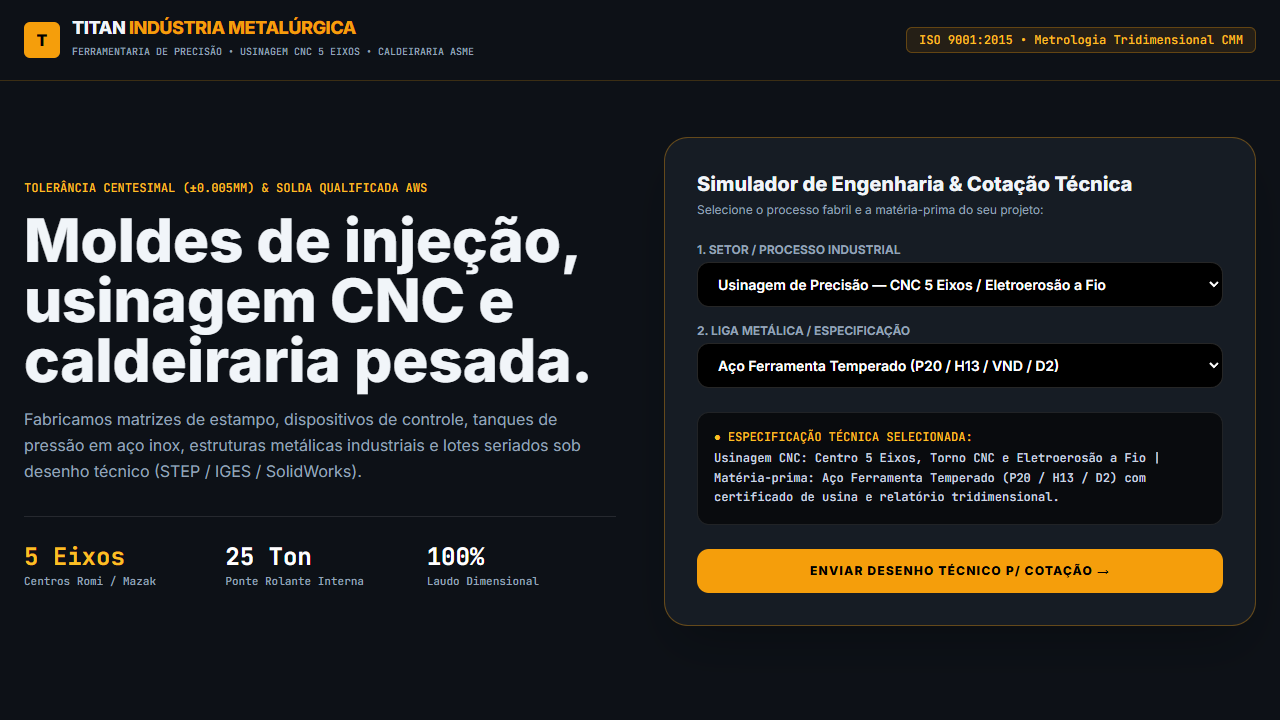 T
TITAN INDÚSTRIA METALÚRGICA
FERRAMENTARIA DE PRECISÃO • USINAGEM CNC 5 EIXOS • CALDEIRARIA ASME
ISO 9001:2015 • Metrologia Tridimensional CMM
TOLERÂNCIA CENTESIMAL (±0.005MM) & SOLDA QUALIFICADA AWS
Moldes de injeção,
usinagem CNC e
caldeiraria pesada.
Fabricamos matrizes de estampo, dispositivos de controle, tanques de
pressão em aço inox, estruturas metálicas industriais e lotes seriados sob
desenho técnico (STEP / IGES / SolidWorks).
5 Eixos
Centros Romi / Mazak
25 Ton
Ponte Rolante Interna
100%
Laudo Dimensional
Simulador de Engenharia & Cotação Técnica
Selecione o processo fabril e a matéria-prima do seu projeto:
1. SETOR / PROCESSO INDUSTRIAL
Usinagem de Precisão — CNC 5 Eixos / Eletroerosão a Fio
2. LIGA METÁLICA / ESPECIFICAÇÃO
Aço Ferramenta Temperado (P20 / H13 / VND / D2)
● ESPECIFICAÇÃO TÉCNICA SELECIONADA:
Usinagem CNC: Centro 5 Eixos, Torno CNC e Eletroerosão a Fio |
Matéria-prima: Aço Ferramenta Temperado (P20 / H13 / D2) com
certificado de usina e relatório tridimensional.
ENVIAR DESENHO TÉCNICO P/ COTAÇÃO →